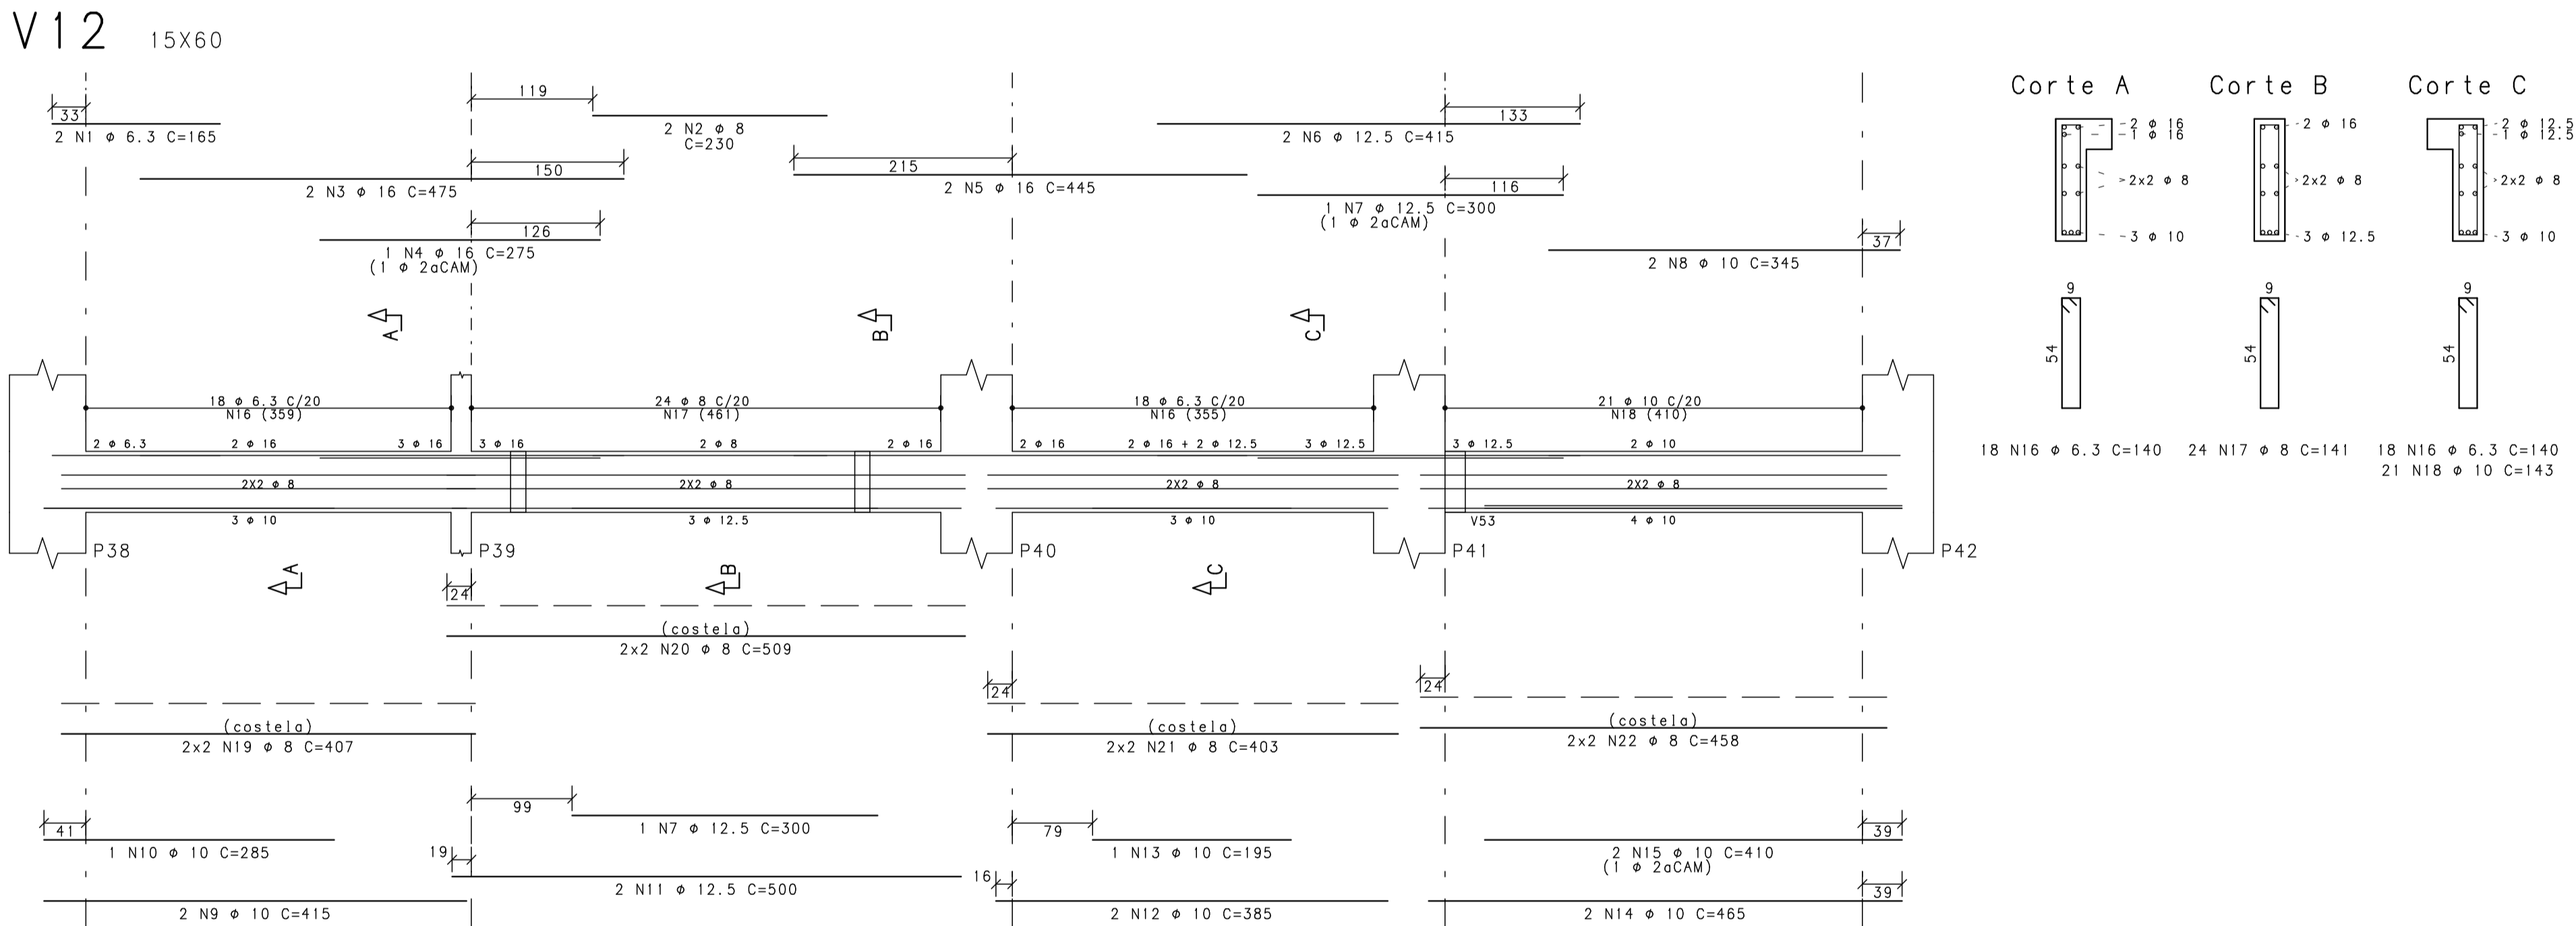 V12 15X60
33
2 N1 φ 6.3 C=165
119
2 N2 φ 8
C=230
150
2 N3 φ 16 C=475
126
1 N4 φ 16 C=275
(1 φ 2aCAM)
215
2 N5 φ 16 C=445
133
2 N6 φ 12.5 C=415
116
1 N7 φ 12.5 C=300
(1 φ 2aCAM)
37
2 N8 φ 10 C=345
A
B
C
18 φ 6.3 C/20
N16 (359)
24 φ 8 C/20
N17 (461)
18 φ 6.3 C/20
N16 (355)
21 φ 10 C/20
N18 (410)
2 φ 6.3 2 φ 16 3 φ 16
3 φ 16 2 φ 8 2 φ 16
2 φ 16 2 φ 16 + 2 φ 12.5 3 φ 12.5
3 φ 12.5 2 φ 10
2X2 φ 8
2X2 φ 8
2X2 φ 8
2X2 φ 8
3 φ 10
3 φ 12.5
3 φ 10
V53
4 φ 10
P38
P39
P40
P41
P42
A
B
C
24
(costela)
2x2 N20 φ 8 C=509
(costela)
2x2 N19 φ 8 C=407
24
(costela)
2x2 N21 φ 8 C=403
24
(costela)
2x2 N22 φ 8 C=458
41
1 N10 φ 10 C=285
99
1 N7 φ 12.5 C=300
79
1 N13 φ 10 C=195
39
2 N15 φ 10 C=410
(1 φ 2aCAM)
19
2 N11 φ 12.5 C=500
2 N9 φ 10 C=415
16
2 N12 φ 10 C=385
39
2 N14 φ 10 C=465
Corte A
2 φ 16
1 φ 16
2x2 φ 8
3 φ 10
9
54
18 N16 φ 6.3 C=140
Corte B
2 φ 16
2x2 φ 8
3 φ 12.5
9
54
24 N17 φ 8 C=141
Corte C
2 φ 12.5
1 φ 12.5
2x2 φ 8
3 φ 10
9
54
18 N16 φ 6.3 C=140
21 N18 φ 10 C=143